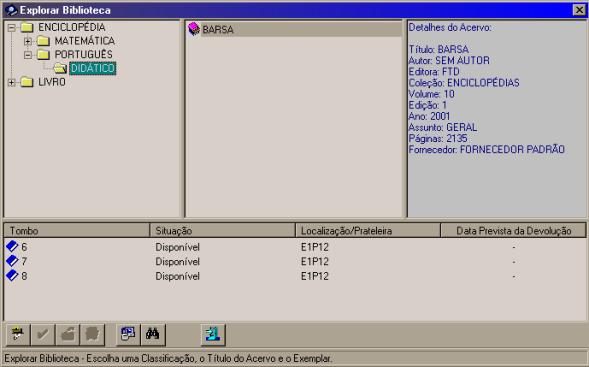 Explorar Biblioteca
ENCICLOPÉDIA
MATEMÁTICA
PORTUGUÊS
DIDÁTICO
LIVRO
BARSA
Detalhes do Acervo:
Título: BARSA
Autor: SEM AUTOR
Editora: FTD
Coleção: ENCICLOPÉDIAS
Volume: 10
Edição: 1
Ano: 2001
Assunto: GERAL
Páginas: 2135
Fornecedor: FORNECEDOR PADRÃO
Tombo Situação Localização/Prateleira Data Prevista da Devolução
6 Disponível E1P12 -
7 Disponível E1P12 -
8 Disponível E1P12 -
Explorar Biblioteca - Escolha uma Classificação, o Título do Acervo e o Exemplar.